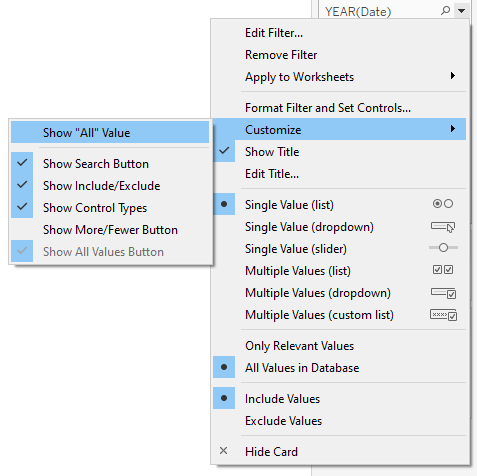 YEAR(Date)
Edit Filter...
Remove Filter
Apply to Worksheets
Format Filter and Set Controls...
Customize
Show Title
Edit Title...
Single Value (list)
Single Value (dropdown)
Single Value (slider)
Multiple Values (list)
Multiple Values (dropdown)
Multiple Values (custom list)
Only Relevant Values
All Values in Database
Include Values
Exclude Values
Hide Card
Show "All" Value
Show Search Button
Show Include/Exclude
Show Control Types
Show More/Fewer Button
Show All Values Button